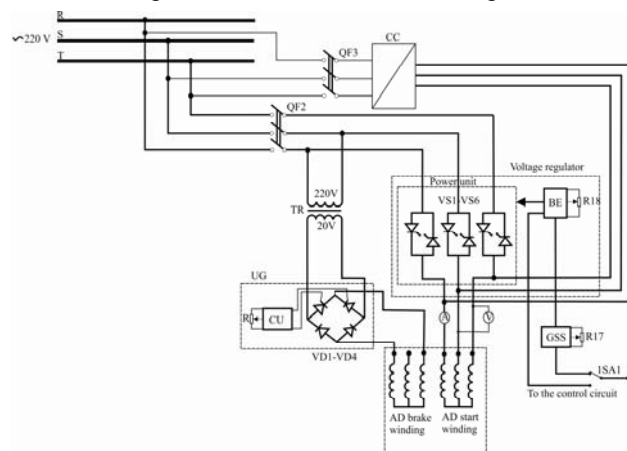 R
S
~220 V
T
QF3
CC
QF2
Voltage regulator
Power unit
VS1-VS6
220V
TR
20V
BE
R18
UG
R
CU
A
V
GSS
R17
VD1-VD4
1SA1
To the control circuit
AD brake
winding
AD start
winding